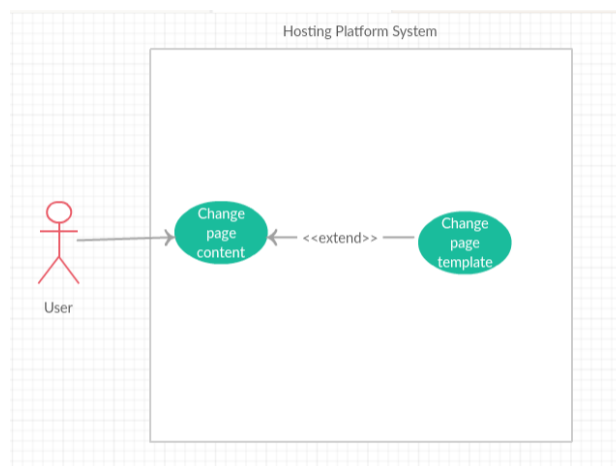 Hosting Platform System
Change
page
content
<<extend>>
Change
page
template
User